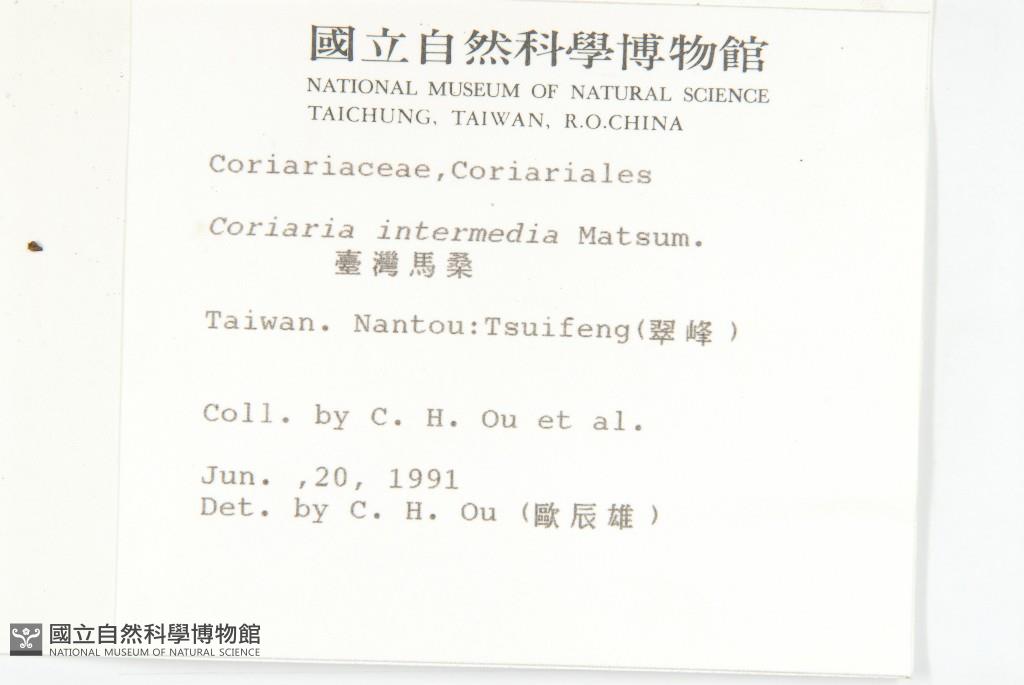 國立自然科學博物館
NATIONAL MUSEUM OF NATURAL SCIENCE
TAICHUNG, TAIWAN, R.O.CHINA
Coriariaceae,Coriariales
Coriaria intermedia Matsum.
臺灣馬桑
Taiwan. Nantou:Tsuifeng(翠峰)
Coll. by C. H. Ou et al.
Jun. ,20, 1991
Det. by C. H. Ou (歐辰雄)
國立自然科學博物館
NATIONAL MUSEUM OF NATURAL SCIENCE